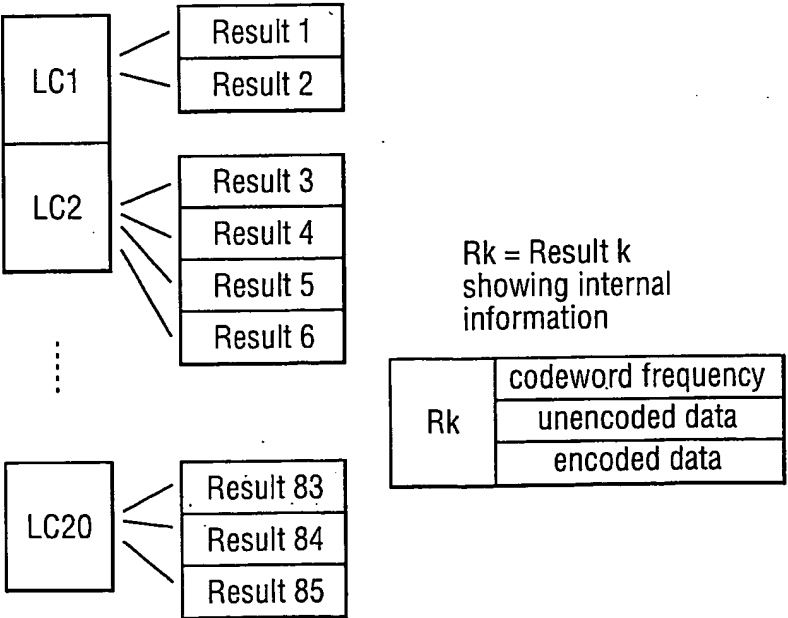 LC1
Result 1
Result 2
LC2
Result 3
Result 4
Result 5
Result 6
Rk = Result k
showing internal
information
Rk
codeword frequency
unencoded data
encoded data
LC20
Result 83
Result 84
Result 85